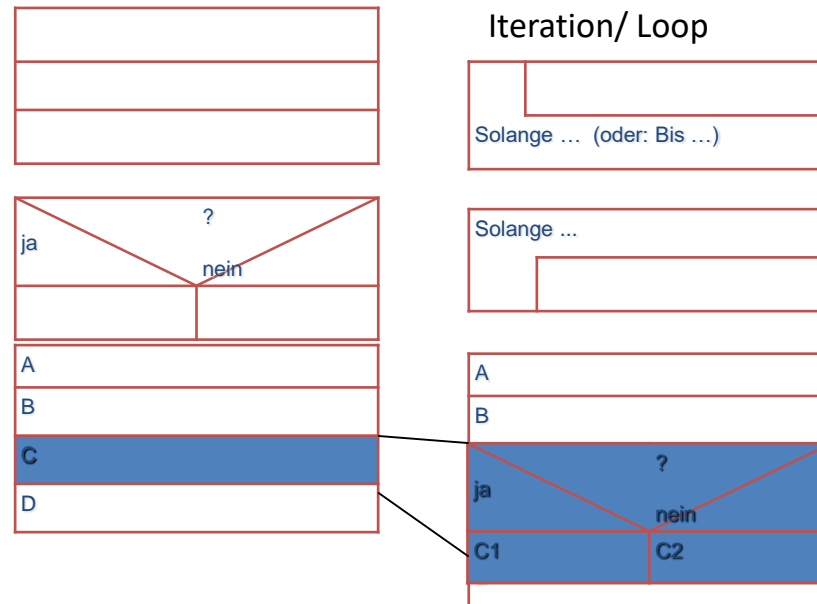 Iteration/ Loop
Solange … (oder: Bis …)
?
ja
nein
Solange ...
A
B
C
D
A
B
?
ja
nein
C1
C2